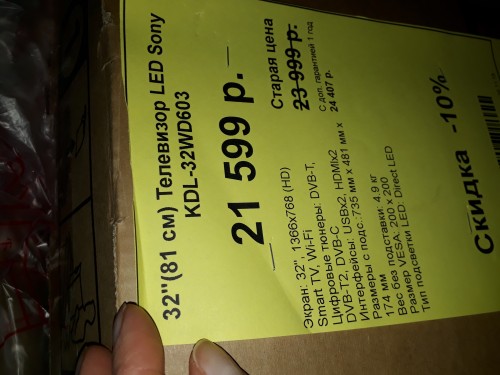 32"(81 см) Телевизор LED Sony
KDL-32WD603
21 599 р.
Старая цена
23 999 р.
С доп. гарантией 1 год
24 407 р.
Экран: 32", 1366x768 (HD)
Smart TV, Wi-Fi
Цифровые тюнеры: DVB-T,
DVB-T2, DVB-C
Интерфейсы: USBx2, HDMIx2
Размеры с подс.:735 мм x 481 мм x
174 мм
Вес без подставки: 4.9 кг
Размер VESA: 200 x 200
Тип подсветки LED: Direct LED
Скидка -10%